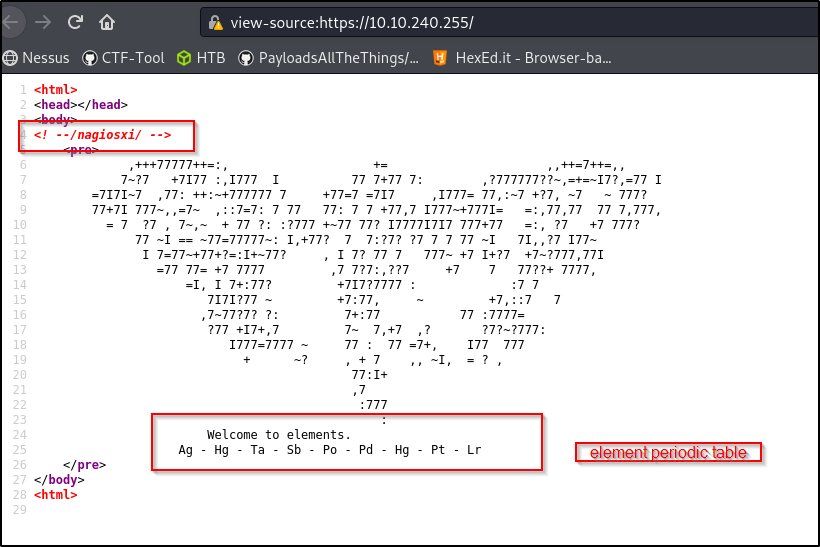 view-source:https://10.10.240.255/
Nessus CTF-Tool HTB PayloadsAllTheThings/... HexEd.it - Browser-ba...
1 <html>
2 <head></head>
3 <body>
4 <! --/nagiosxi/ -->
5 <pre>
6 ,+++77777++=:, += ,,++=7++=,,
7 7~?7 +7I77 :,I777 I 77 7+77 7: ,?777777??~,=+=~I7?,=77 I
8 =7I7I~7 ,77: ++:~+777777 7 +77=7 =7I7 ,I777= 77,:~7 +?7, ~7 ~ 777?
9 77+7I 777~,,=7~ ,::7=7: 7 77 77: 7 7 +77,7 I777~+777I= =:,77,77 77 7,777,
10 = 7 ?7 , 7~,~ + 77 ?: :?777 +~77 77? I7777I7I7 777+77 =:, ?7 +7 777?
11 77 ~I == ~77=77777~: I,+77? 7 7:?7? ?7 7 7 77 ~I 7I,,?7 I77~
12 I 7=77~+77+?=:I+~77? , I 7? 77 7 777~ +7 I+?7 +7~?777,77I
13 =77 77= +7 7777 ,7 7?7:,??7 +7 7 77??+ 7777,
14 =I, I 7+:77? +7I7?7777 : :7 7
15 7I7I?77 ~ +7:77, ~ +7,::7 7
16 ,7~77?7? ?: 7+:77 77 :7777=
17 ?77 +I7+,7 7~ 7,+7 ,? ?7?~?777:
18 I777=7777 ~ 77 : 77 =7+, I77 777
19 + ~? , + 7 ,, ~I, = ? ,
20 77:I+
21 ,7
22 :777
23 :
24 Welcome to elements.
25 Ag - Hg - Ta - Sb - Po - Pd - Hg - Pt - Lr
element periodic table
26 </pre>
27 </body>
28 <html>
29